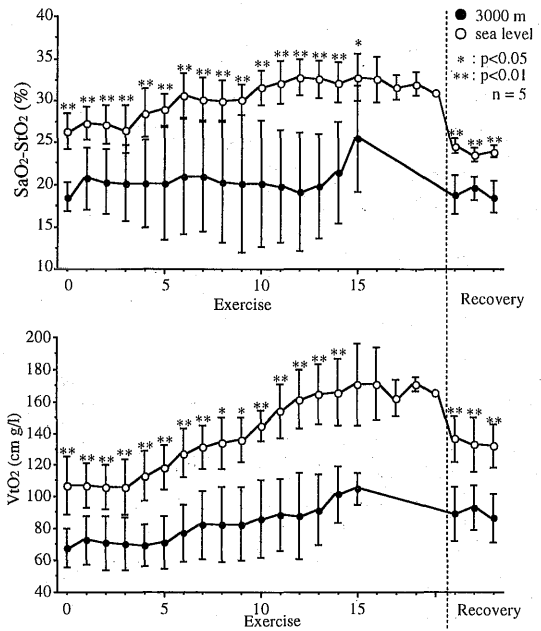 40
35
30
25
20
15
10
SaO2-StO2 (%)
● 3000 m
○ sea level
* : p<0.05
** : p<0.01
n = 5
** ** ** ** ** ** ** ** ** ** ** ** ** ** ** *
** ** **
0 5 10 15
Exercise
Recovery
200
180
160
140
120
100
80
60
40
VtO2 (cm g/l)
** ** ** ** ** ** ** ** * * ** ** ** ** **
** ** **
0 5 10 15
Exercise
Recovery